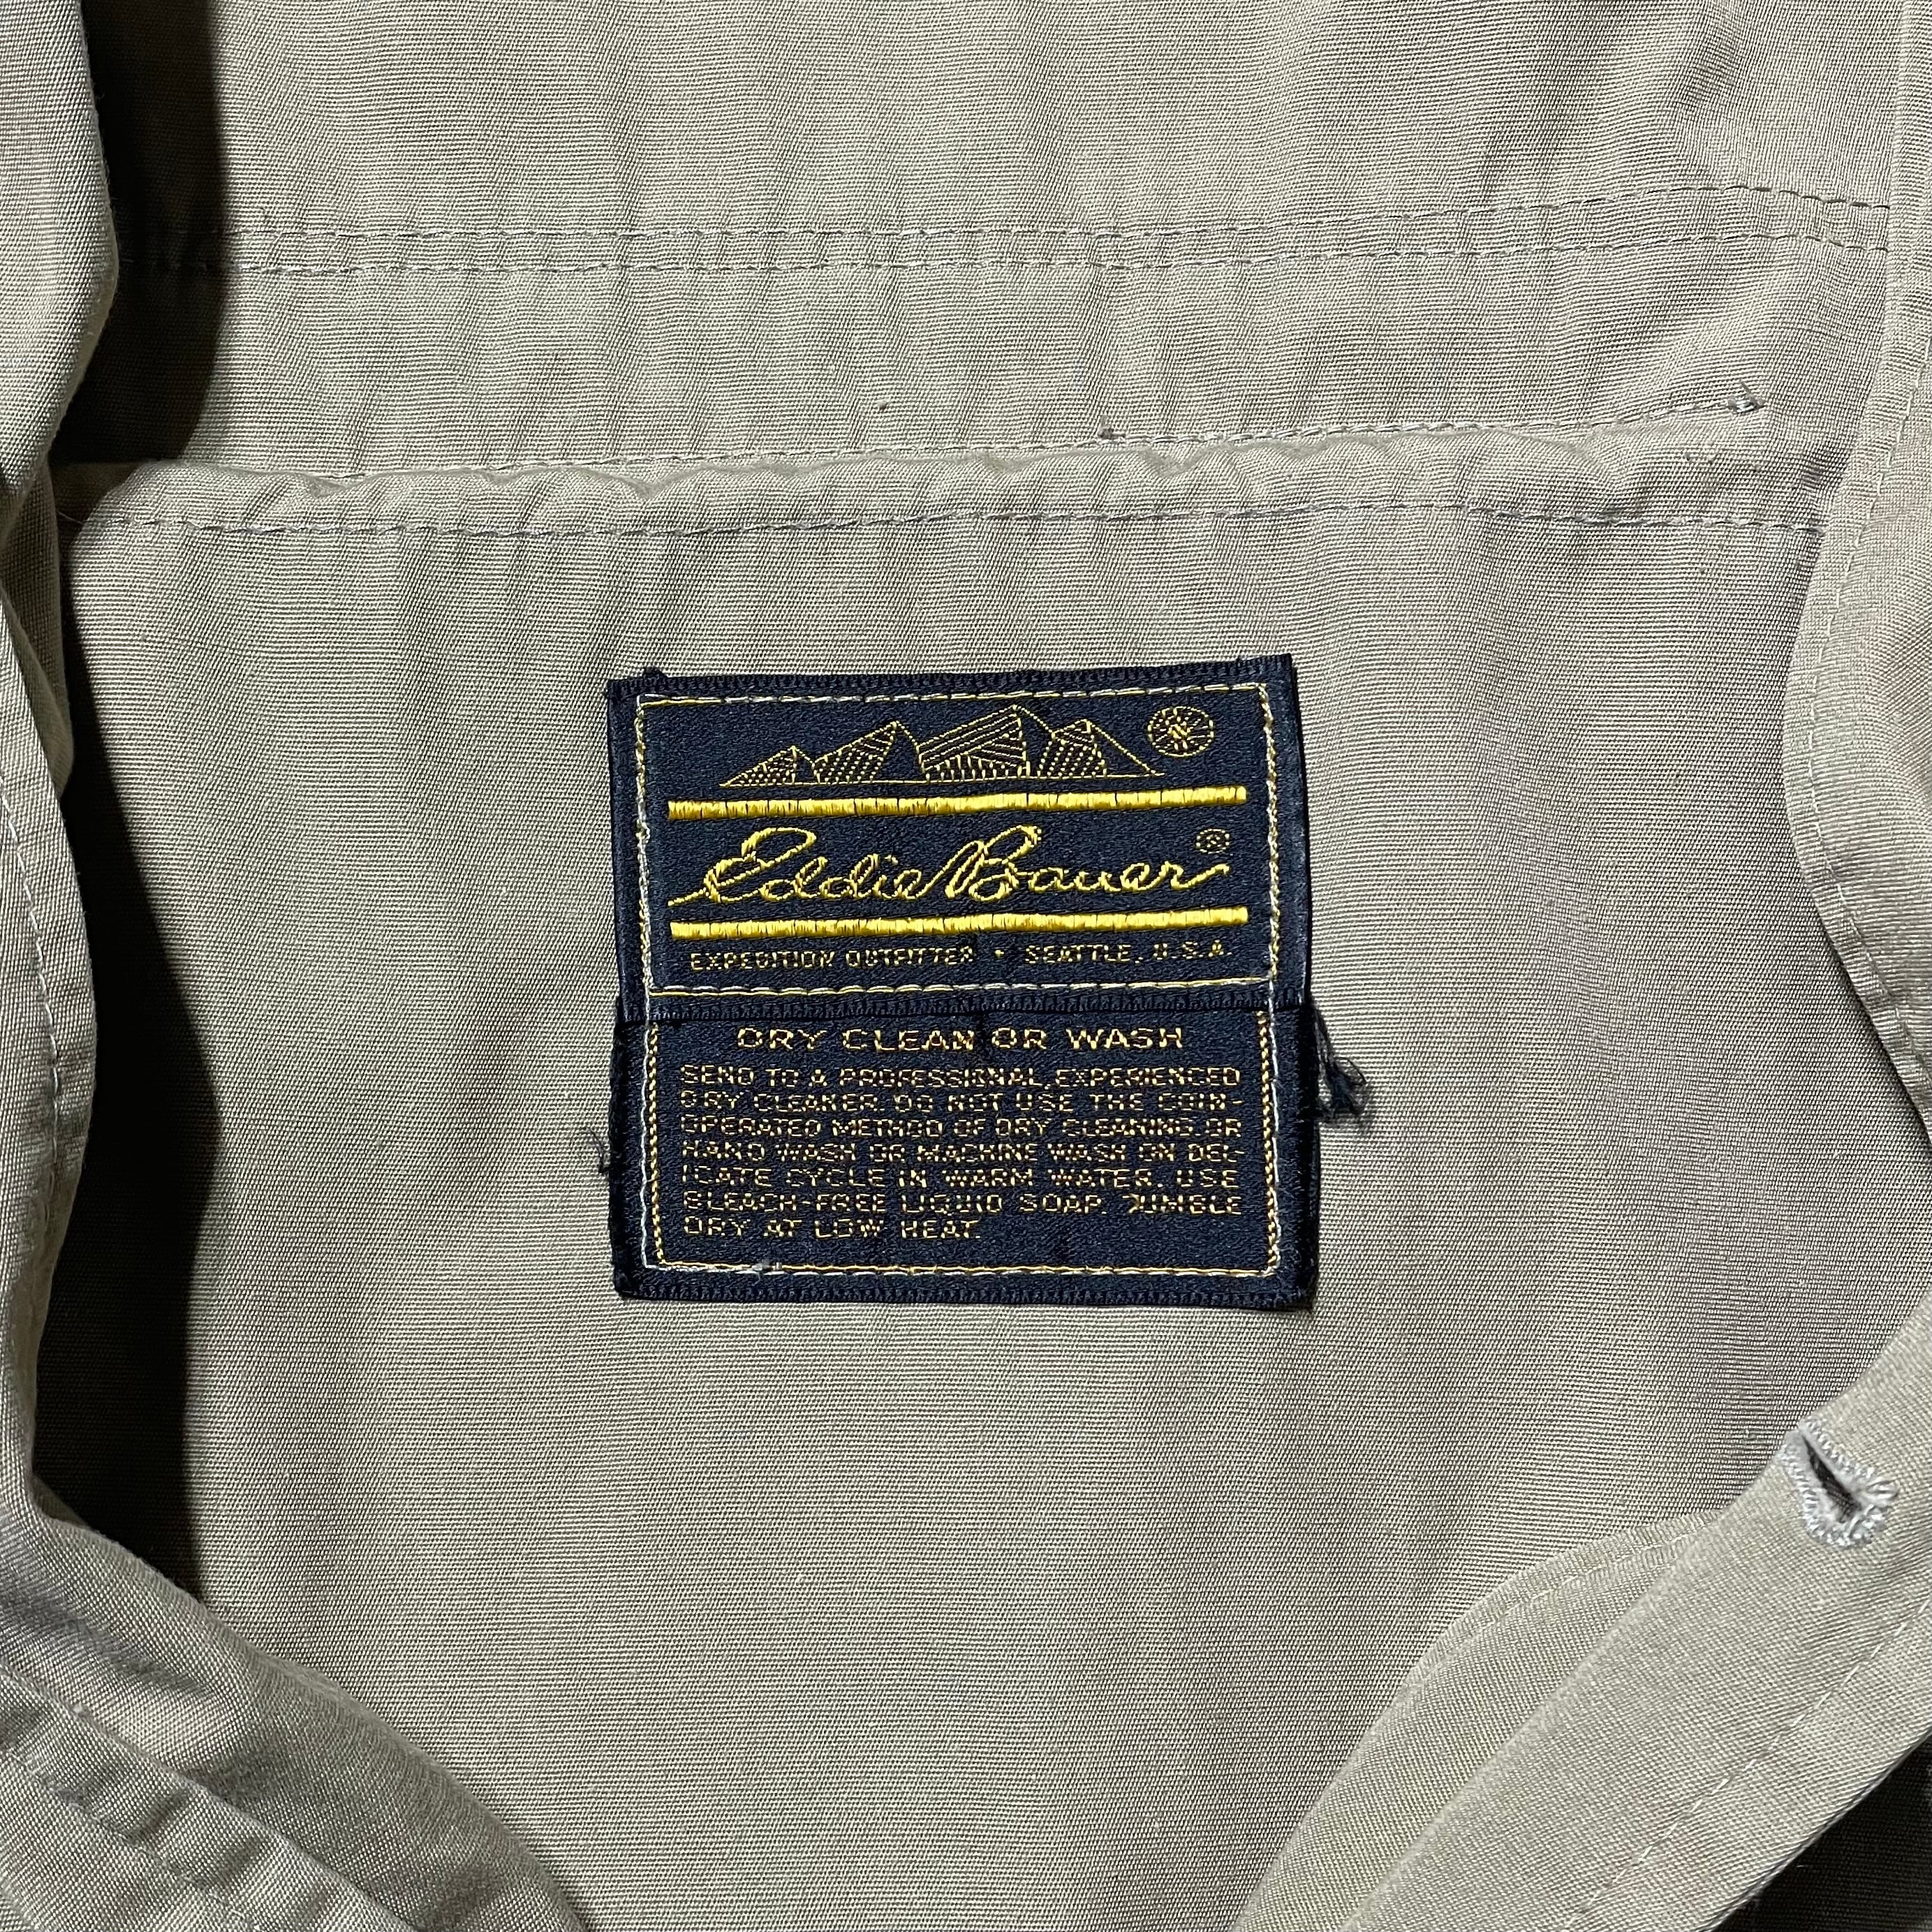 Eddie Bauer ®
EXPEDITION OUTFITTER • SEATTLE, U.S.A.
DRY CLEAN OR WASH
SEND TO A PROFESSIONAL, EXPERIENCED
DRY CLEANER. DO NOT USE THE COIN-
OPERATED METHOD OF DRY CLEANING OR
HAND WASH OR MACHINE WASH ON DEL-
ICATE CYCLE IN WARM WATER. USE
BLEACH-FREE LIQUID SOAP. TUMBLE
DRY AT LOW HEAT.